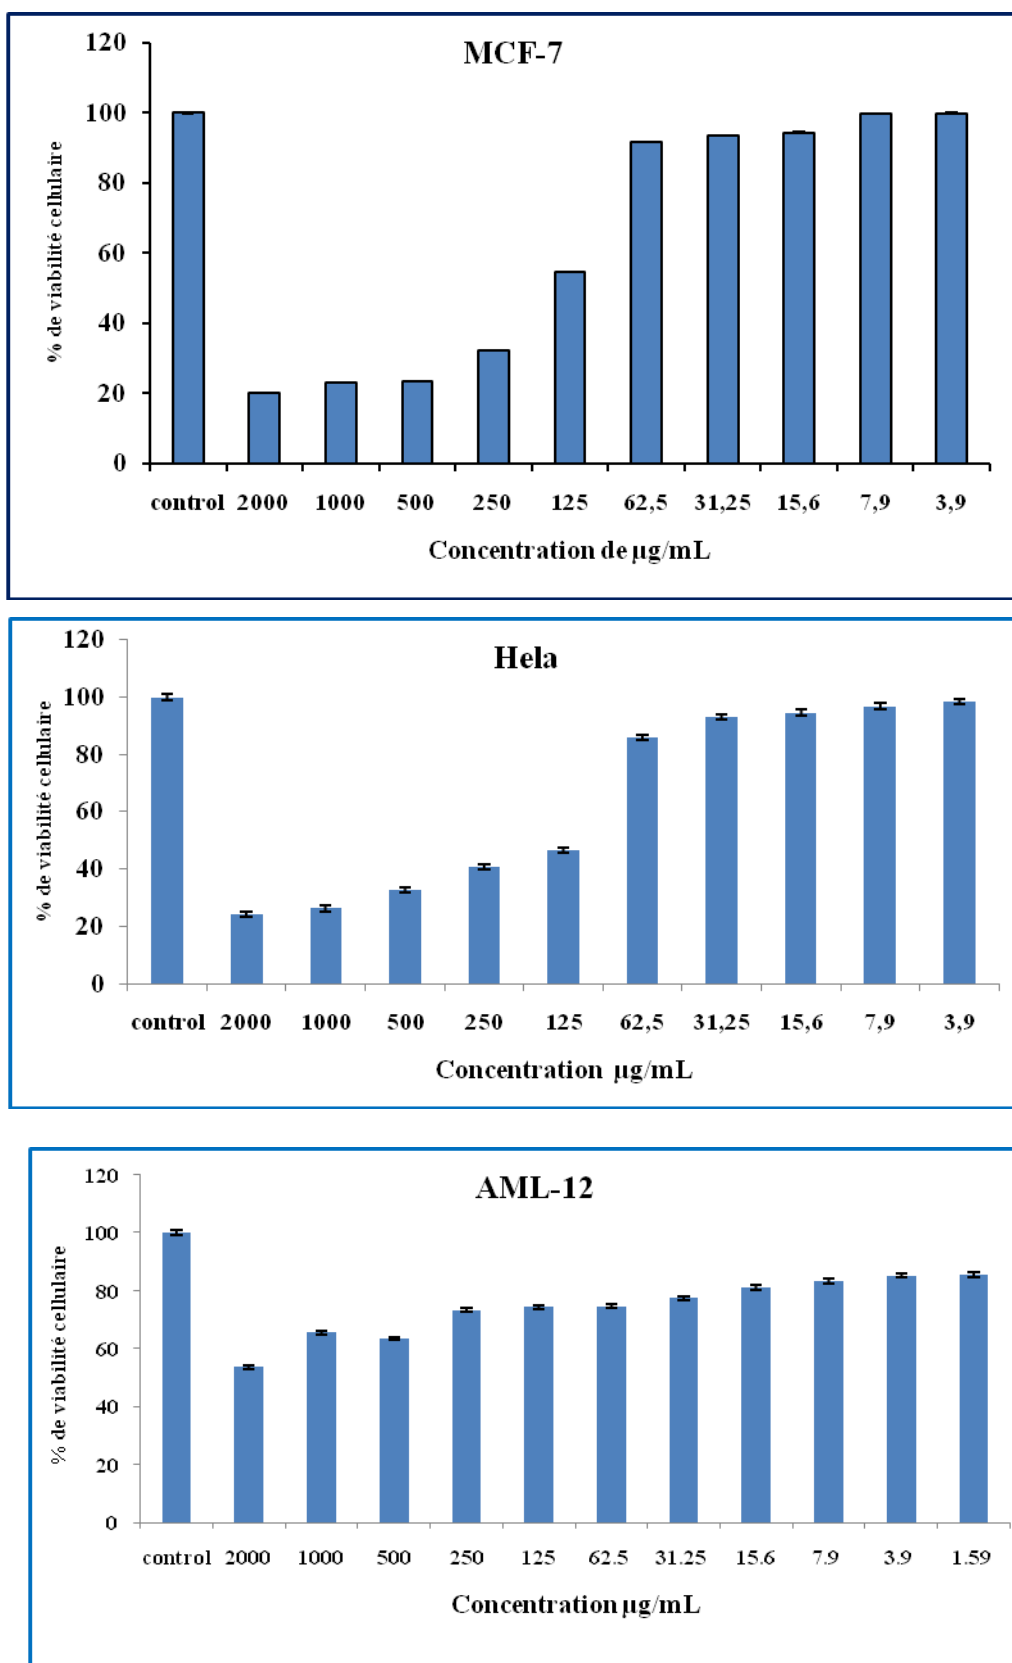 MCF-7
% de viabilité cellulaire
120
100
80
60
40
20
0
control 2000 1000 500 250 125 62,5 31,25 15,6 7,9 3,9
Concentration de µg/mL
Hela
% de viabilité cellulaire
120
100
80
60
40
20
0
control 2000 1000 500 250 125 62,5 31,25 15,6 7,9 3,9
Concentration µg/mL
AML-12
% de viabilité cellulaire
120
100
80
60
40
20
0
control 2000 1000 500 250 125 62.5 31.25 15.6 7.9 3.9 1.59
Concentration µg/mL